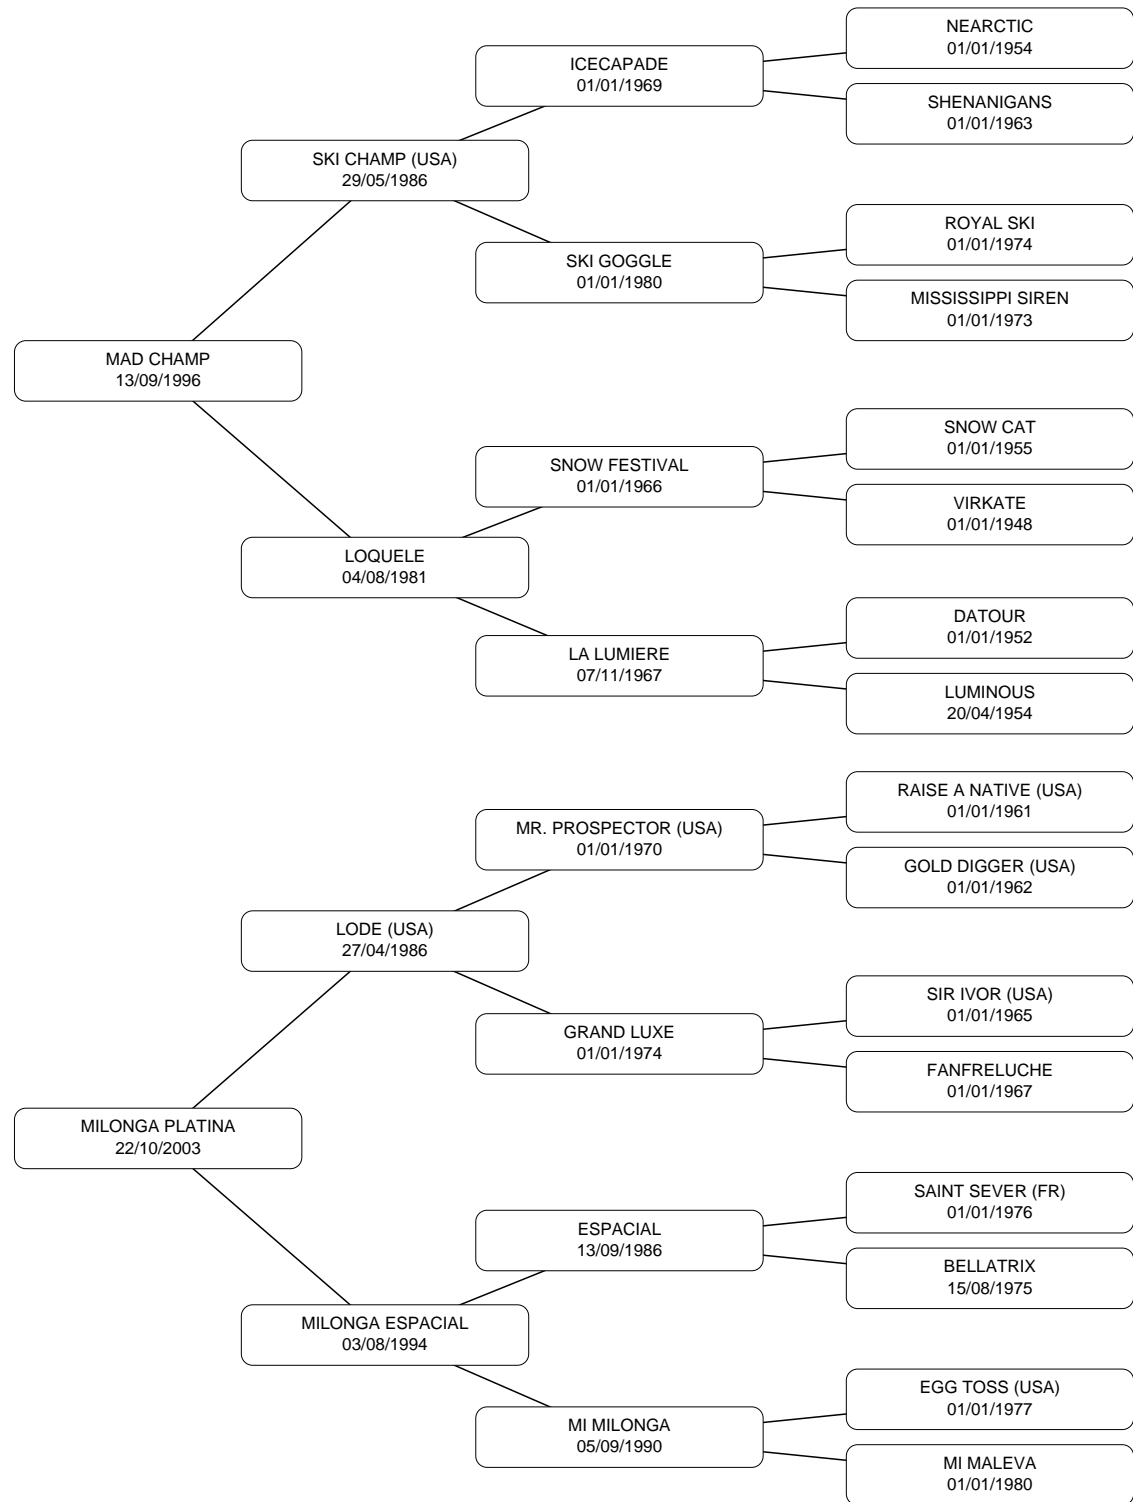 NEARCTIC
01/01/1954
ICECAPADE
01/01/1969
SHENANIGANS
01/01/1963
SKI CHAMP (USA)
29/05/1986
ROYAL SKI
01/01/1974
SKI GOGGLE
01/01/1980
MISSISSIPPI SIREN
01/01/1973
MAD CHAMP
13/09/1996
SNOW CAT
01/01/1955
SNOW FESTIVAL
01/01/1966
VIRKATE
01/01/1948
LOQUELE
04/08/1981
DATOUR
01/01/1952
LA LUMIERE
07/11/1967
LUMINOUS
20/04/1954
RAISE A NATIVE (USA)
01/01/1961
MR. PROSPECTOR (USA)
01/01/1970
GOLD DIGGER (USA)
01/01/1962
LODE (USA)
27/04/1986
SIR IVOR (USA)
01/01/1965
GRAND LUXE
01/01/1974
FANFRELUCHE
01/01/1967
MILONGA PLATINA
22/10/2003
SAINT SEVER (FR)
01/01/1976
ESPACIAL
13/09/1986
BELLATRIX
15/08/1975
MILONGA ESPACIAL
03/08/1994
EGG TOSS (USA)
01/01/1977
MI MILONGA
05/09/1990
MI MALEVA
01/01/1980